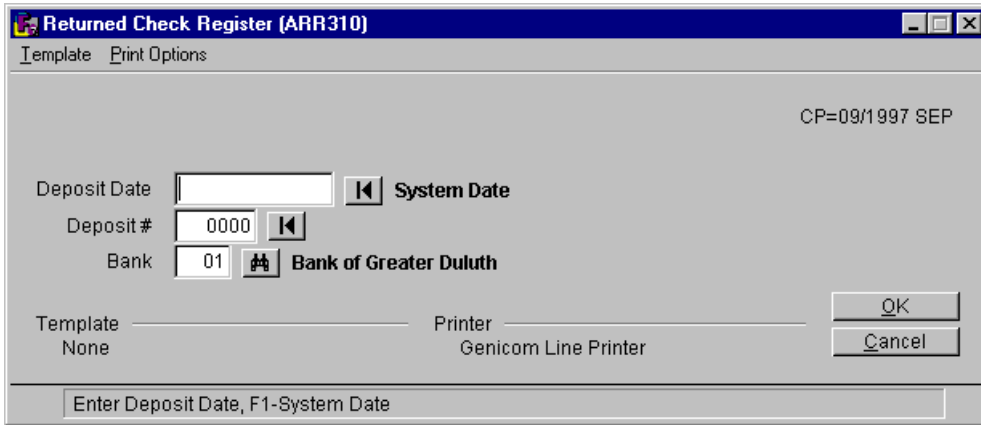 Returned Check Register (ARR310)
Template Print Options
CP=09/1997 SEP
Deposit Date System Date
Deposit # 0000
Bank 01 Bank of Greater Duluth
Template Printer
None Genicom Line Printer
OK
Cancel
Enter Deposit Date, F1-System Date